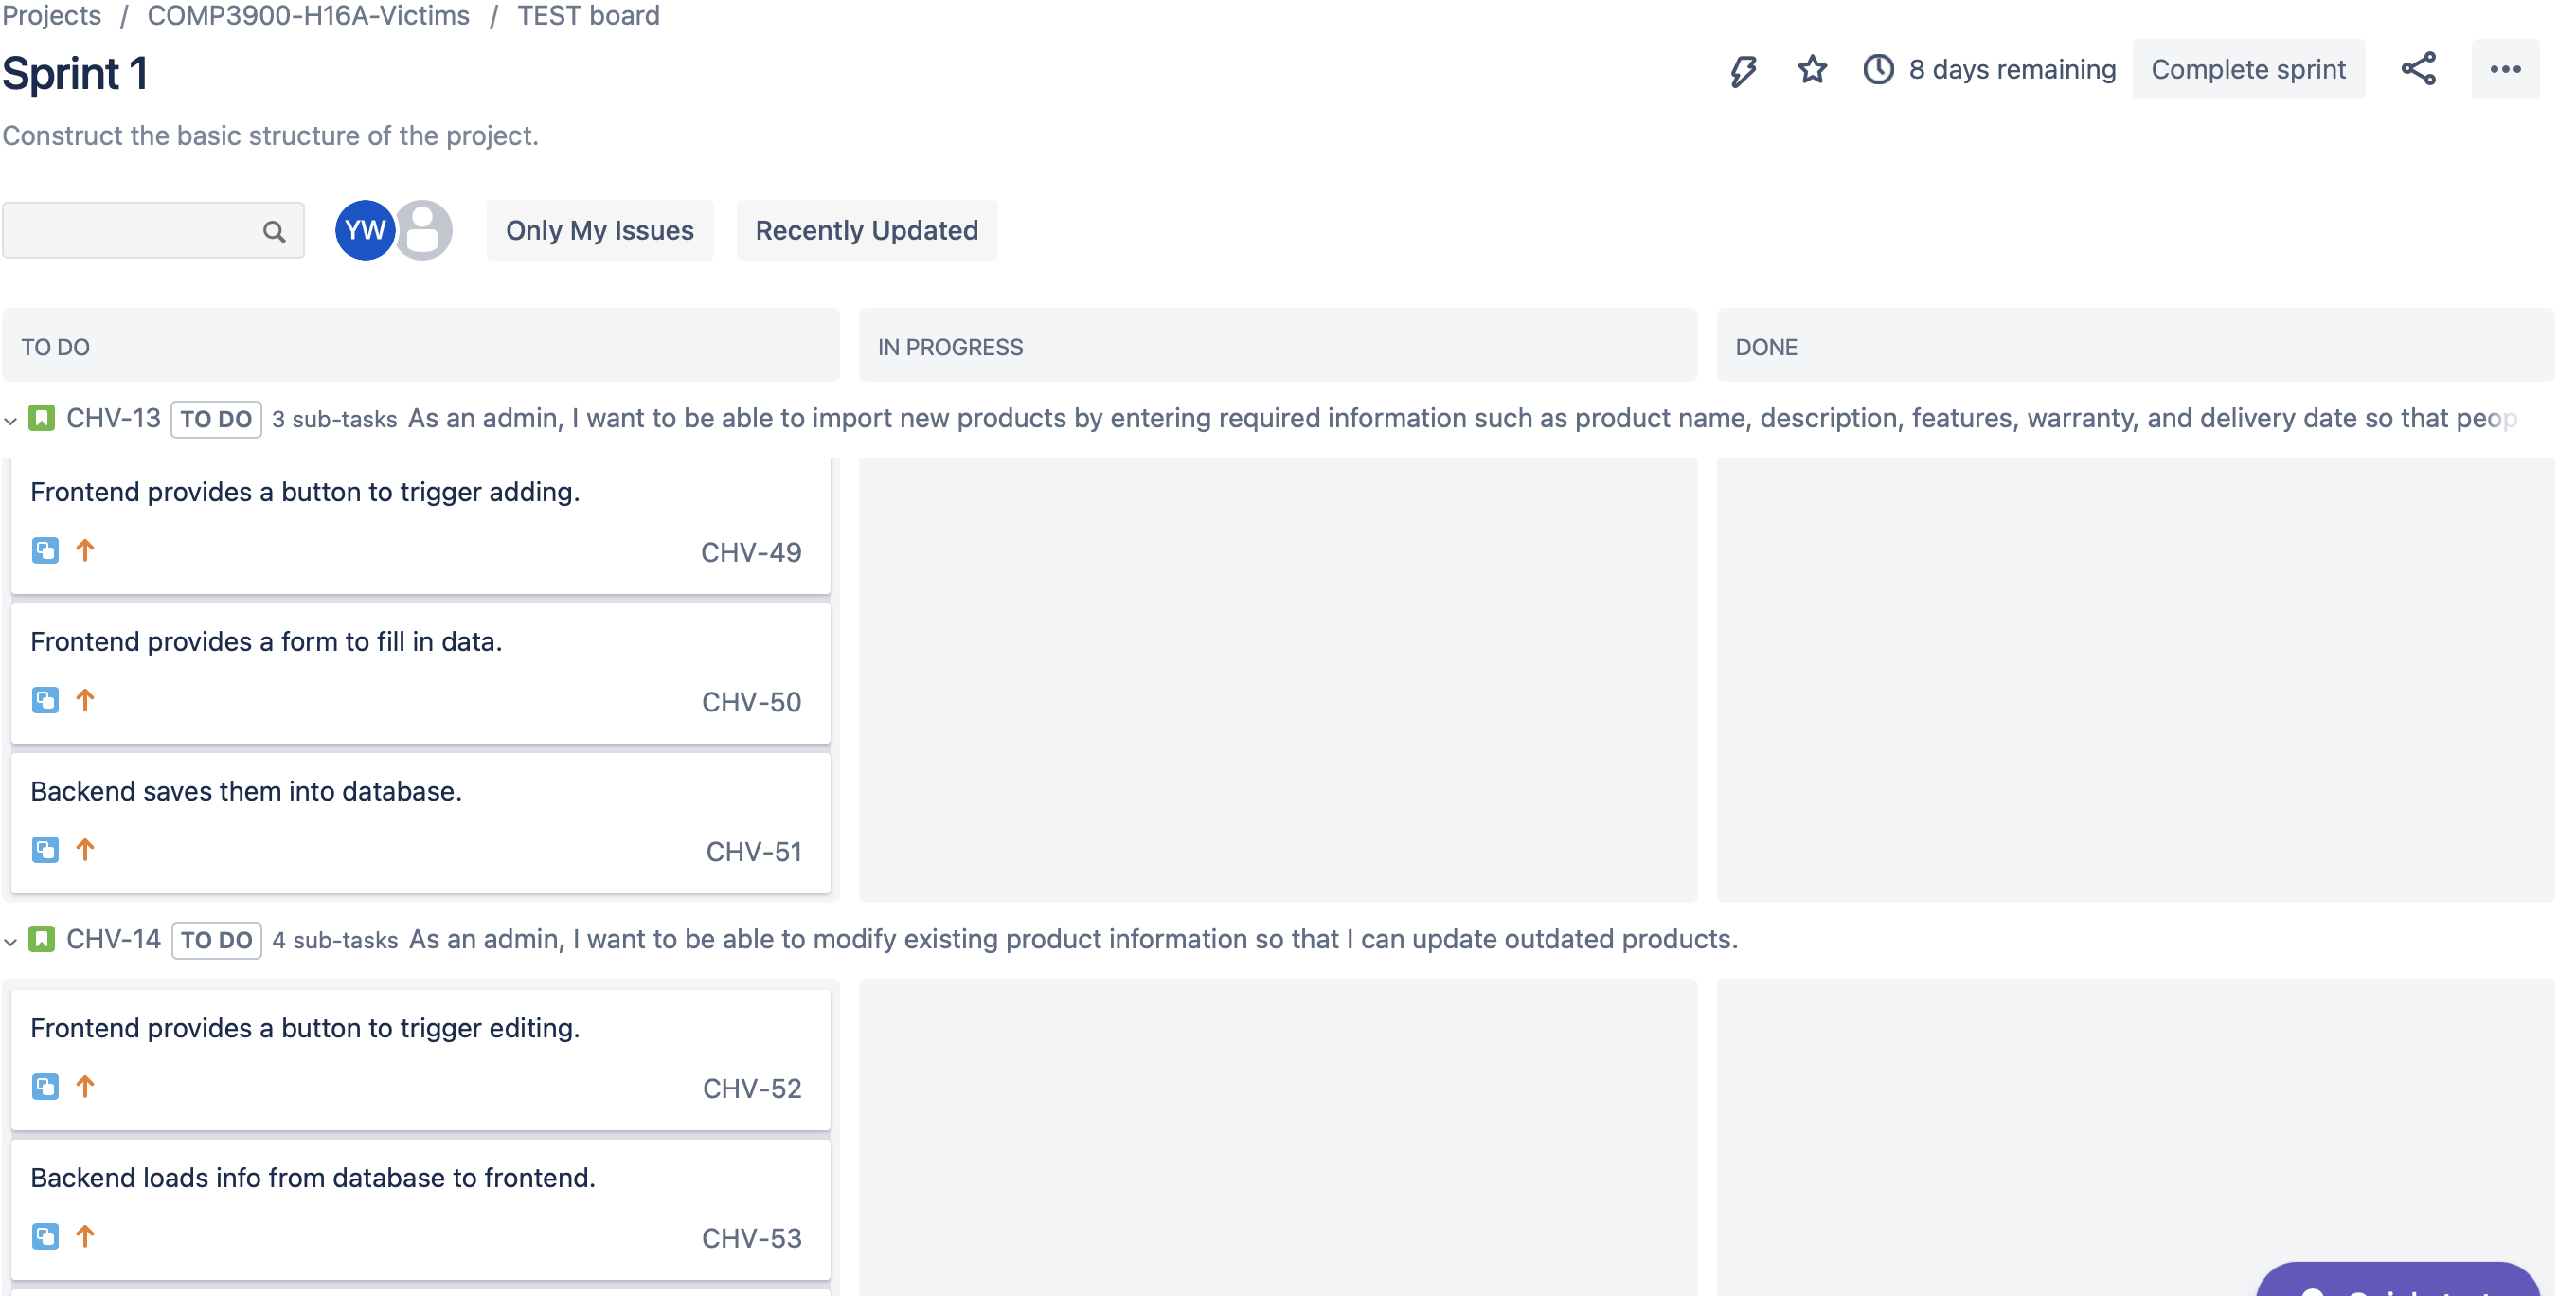 Projects / COMP3900-H16A-Victims / TEST board
Sprint 1
8 days remaining
Complete sprint
Construct the basic structure of the project.
YW
Only My Issues
Recently Updated
TO DO
IN PROGRESS
DONE
CHV-13 TO DO 3 sub-tasks As an admin, I want to be able to import new products by entering required information such as product name, description, features, warranty, and delivery date so that peop
Frontend provides a button to trigger adding.
CHV-49
Frontend provides a form to fill in data.
CHV-50
Backend saves them into database.
CHV-51
CHV-14 TO DO 4 sub-tasks As an admin, I want to be able to modify existing product information so that I can update outdated products.
Frontend provides a button to trigger editing.
CHV-52
Backend loads info from database to frontend.
CHV-53